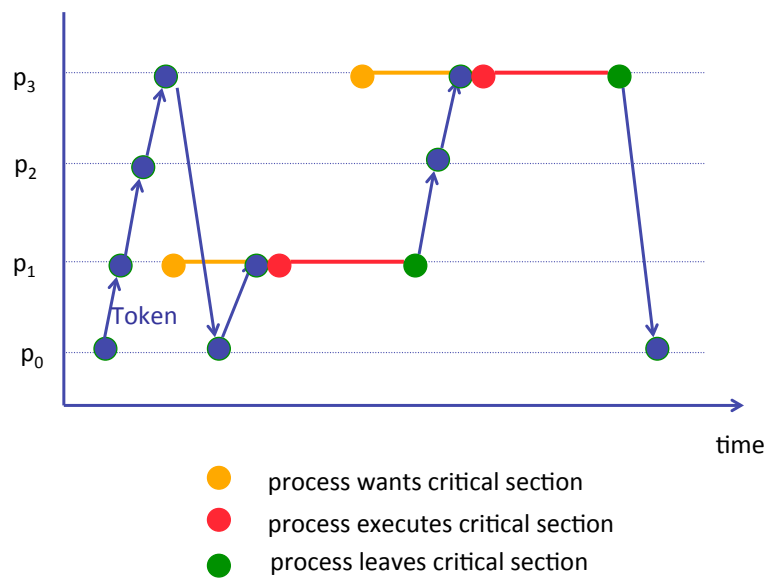 p3
p2
p1
Token
p0
time
process wants critical section
process executes critical section
process leaves critical section